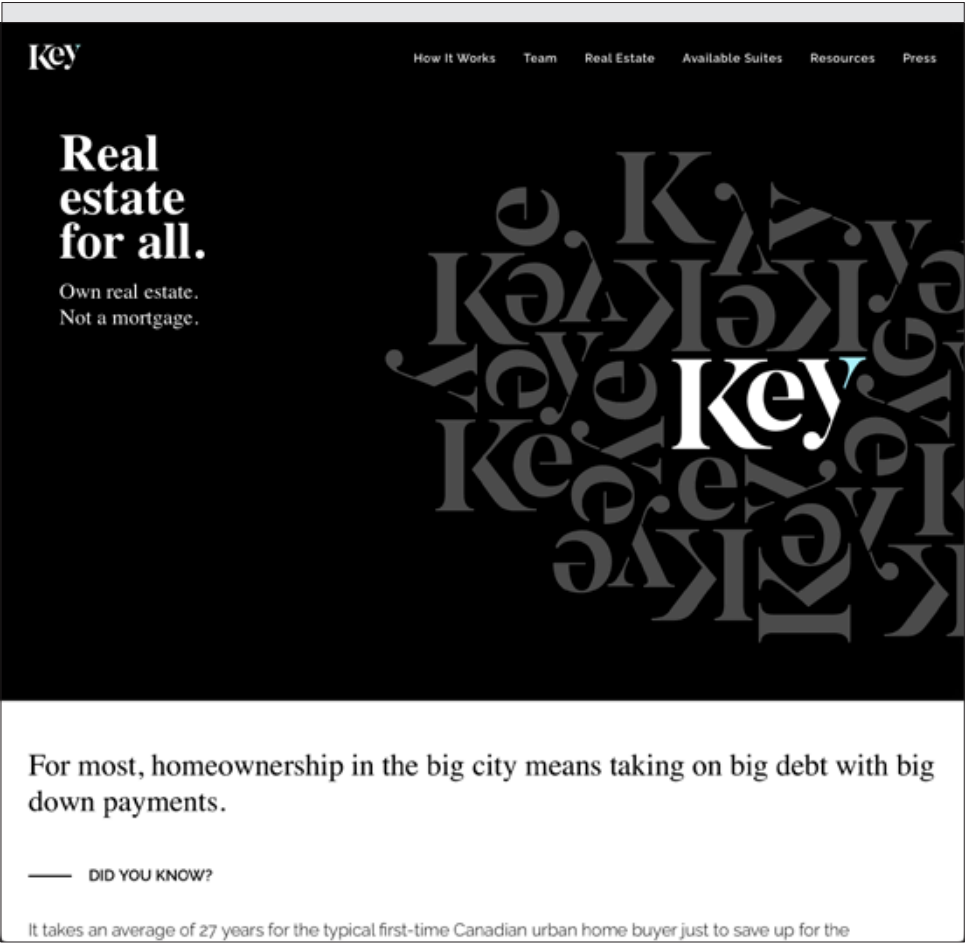 Key
How It Works Team Real Estate Available Suites Resources Press
Real
estate
for all.
Own real estate.
Not a mortgage.
Key
For most, homeownership in the big city means taking on big debt with big
down payments.
DID YOU KNOW?
It takes an average of 27 years for the typical first-time Canadian urban home buyer just to save up for the